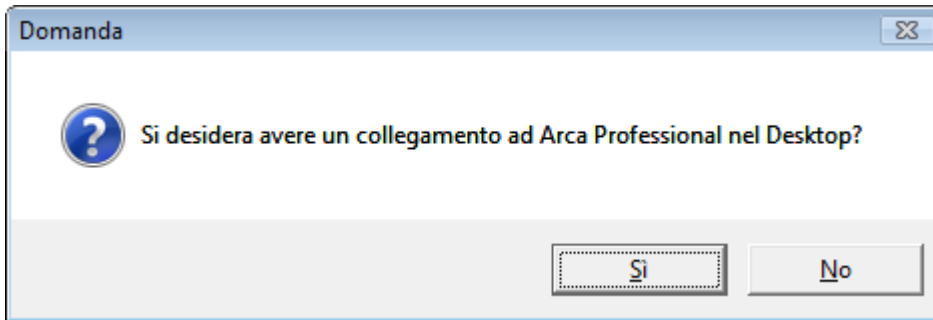 Domanda
Si desidera avere un collegamento ad Arca Professional nel Desktop?
Sì
No